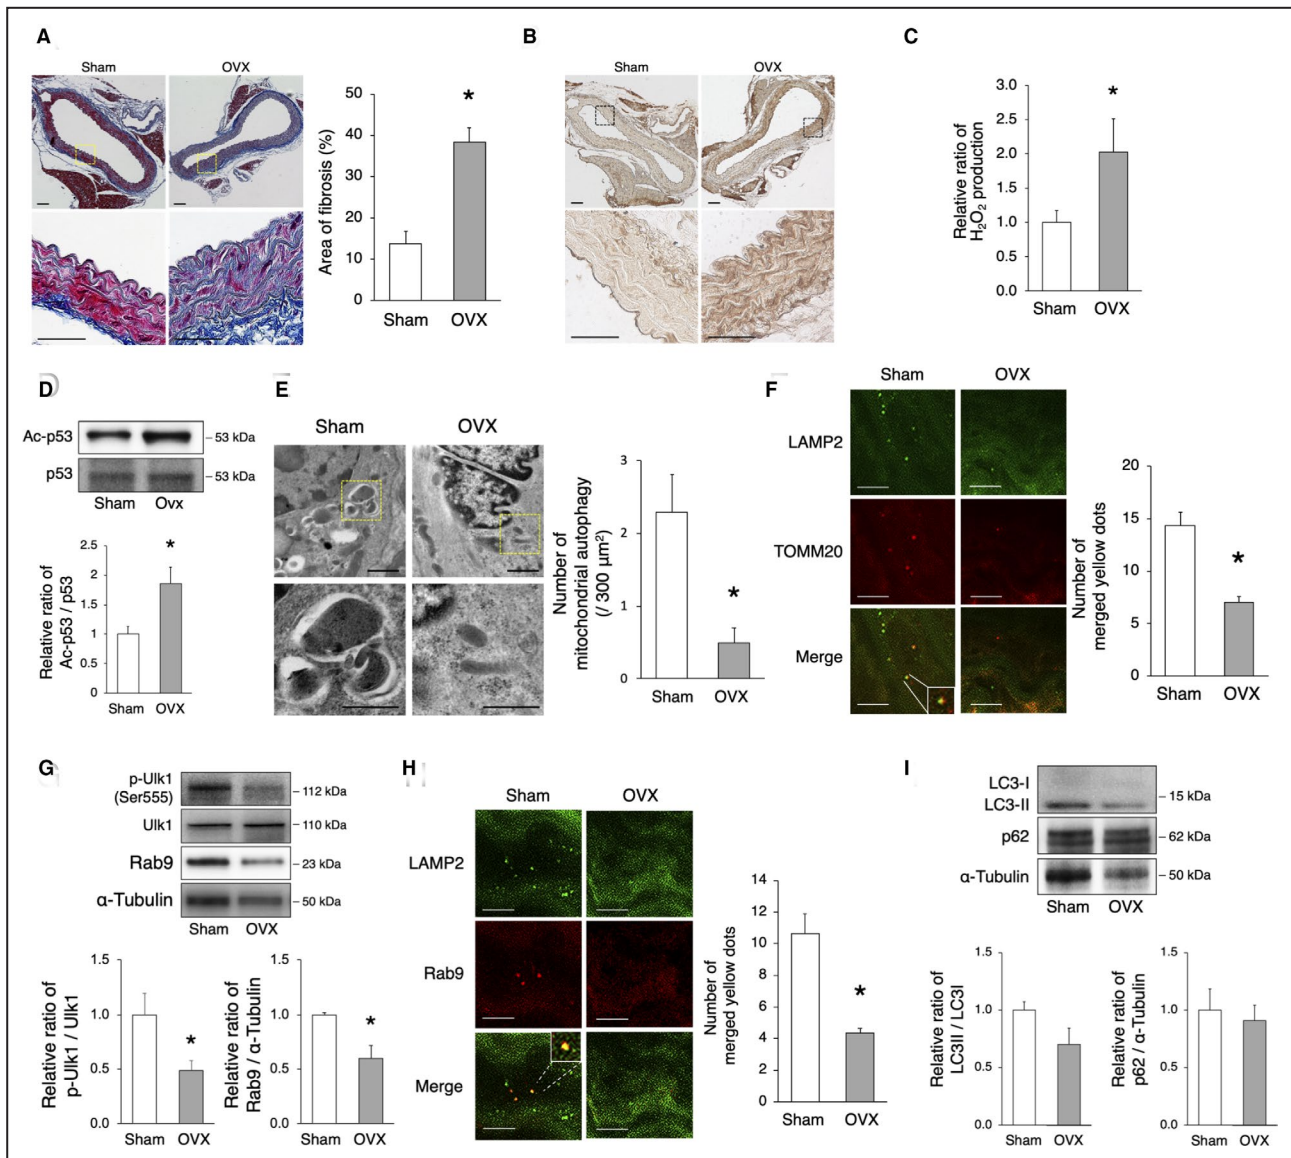 A
Sham OVX
Area of fibrosis (%)
50
40
30
20
10
0
*
Sham OVX
B
Sham OVX
C
Relative ratio of
H₂O₂ production
3.0
2.5
2.0
1.5
1.0
0.5
0.0
*
Sham OVX
D
Ac-p53 – 53 kDa
p53 – 53 kDa
Sham Ovx
Relative ratio of
Ac-p53 / p53
2.5
2
1.5
1
0.5
0
*
Sham OVX
E
Sham OVX
Number of
mitochondrial autophagy
(/ 300 µm²)
3
2
1
0
*
Sham OVX
F
Sham OVX
LAMP2
TOMM20
Merge
Number of
merged yellow dots
20
15
10
5
0
*
Sham OVX
G
p-Ulk1
(Ser555) – 112 kDa
Ulk1 – 110 kDa
Rab9 – 23 kDa
α-Tubulin – 50 kDa
Sham OVX
Relative ratio of
p-Ulk1 / Ulk1
1.5
1.0
0.5
0.0
*
Sham OVX
Relative ratio of
Rab9 / α-Tubulin
1.5
1.0
0.5
0.0
*
Sham OVX
H
Sham OVX
LAMP2
Rab9
Merge
Number of
merged yellow dots
14
12
10
8
6
4
2
0
*
Sham OVX
I
LC3-I – 15 kDa
LC3-II
p62 – 62 kDa
α-Tubulin – 50 kDa
Sham OVX
Relative ratio of
LC3II / LC3I
1.5
1.0
0.5
0.0
Sham OVX
Relative ratio of
p62 / α-Tubulin
1.5
1.0
0.5
0.0
Sham OVX